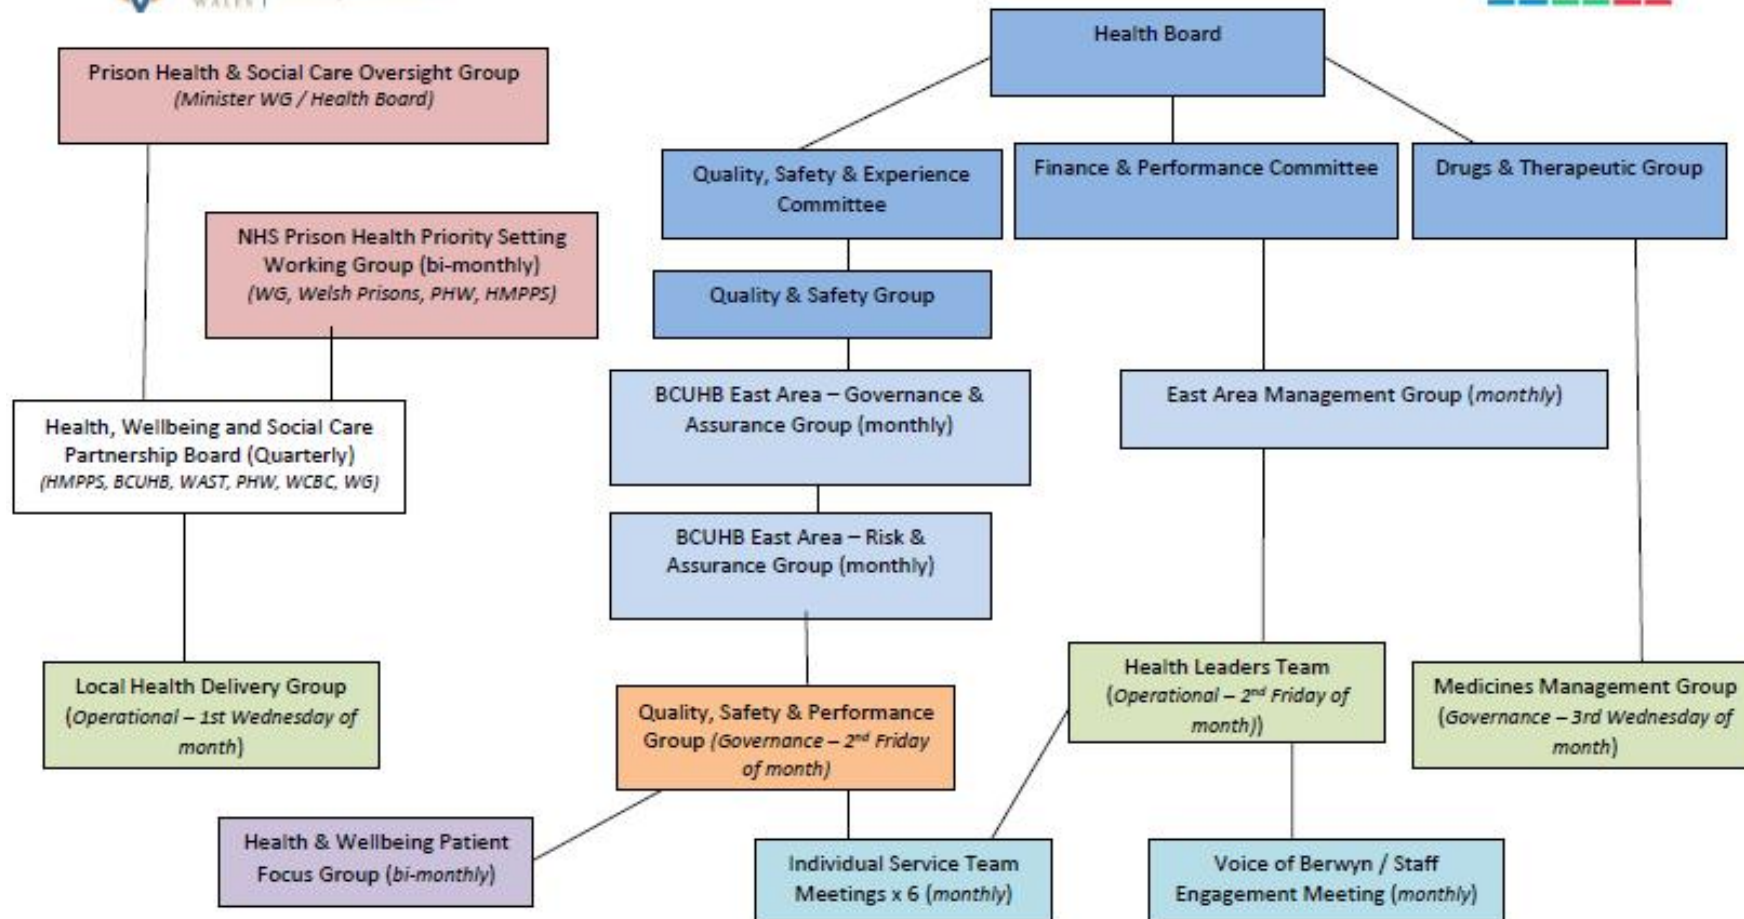 WALES
Health Board
Prison Health & Social Care Oversight Group
(Minister WG / Health Board)
Quality, Safety & Experience
Committee
Finance & Performance Committee
Drugs & Therapeutic Group
NHS Prison Health Priority Setting
Working Group (bi-monthly)
(WG, Welsh Prisons, PHW, HMPPS)
Quality & Safety Group
BCUHB East Area – Governance &
Assurance Group (monthly)
East Area Management Group (monthly)
Health, Wellbeing and Social Care
Partnership Board (Quarterly)
(HMPPS, BCUHB, WAST, PHW, WCBC, WG)
BCUHB East Area – Risk &
Assurance Group (monthly)
Local Health Delivery Group
(Operational – 1st Wednesday of
month)
Quality, Safety & Performance
Group (Governance – 2nd Friday
of month)
Health Leaders Team
(Operational – 2nd Friday of
month))
Medicines Management Group
(Governance – 3rd Wednesday of
month)
Health & Wellbeing Patient
Focus Group (bi-monthly)
Individual Service Team
Meetings x 6 (monthly)
Voice of Berwyn / Staff
Engagement Meeting (monthly)